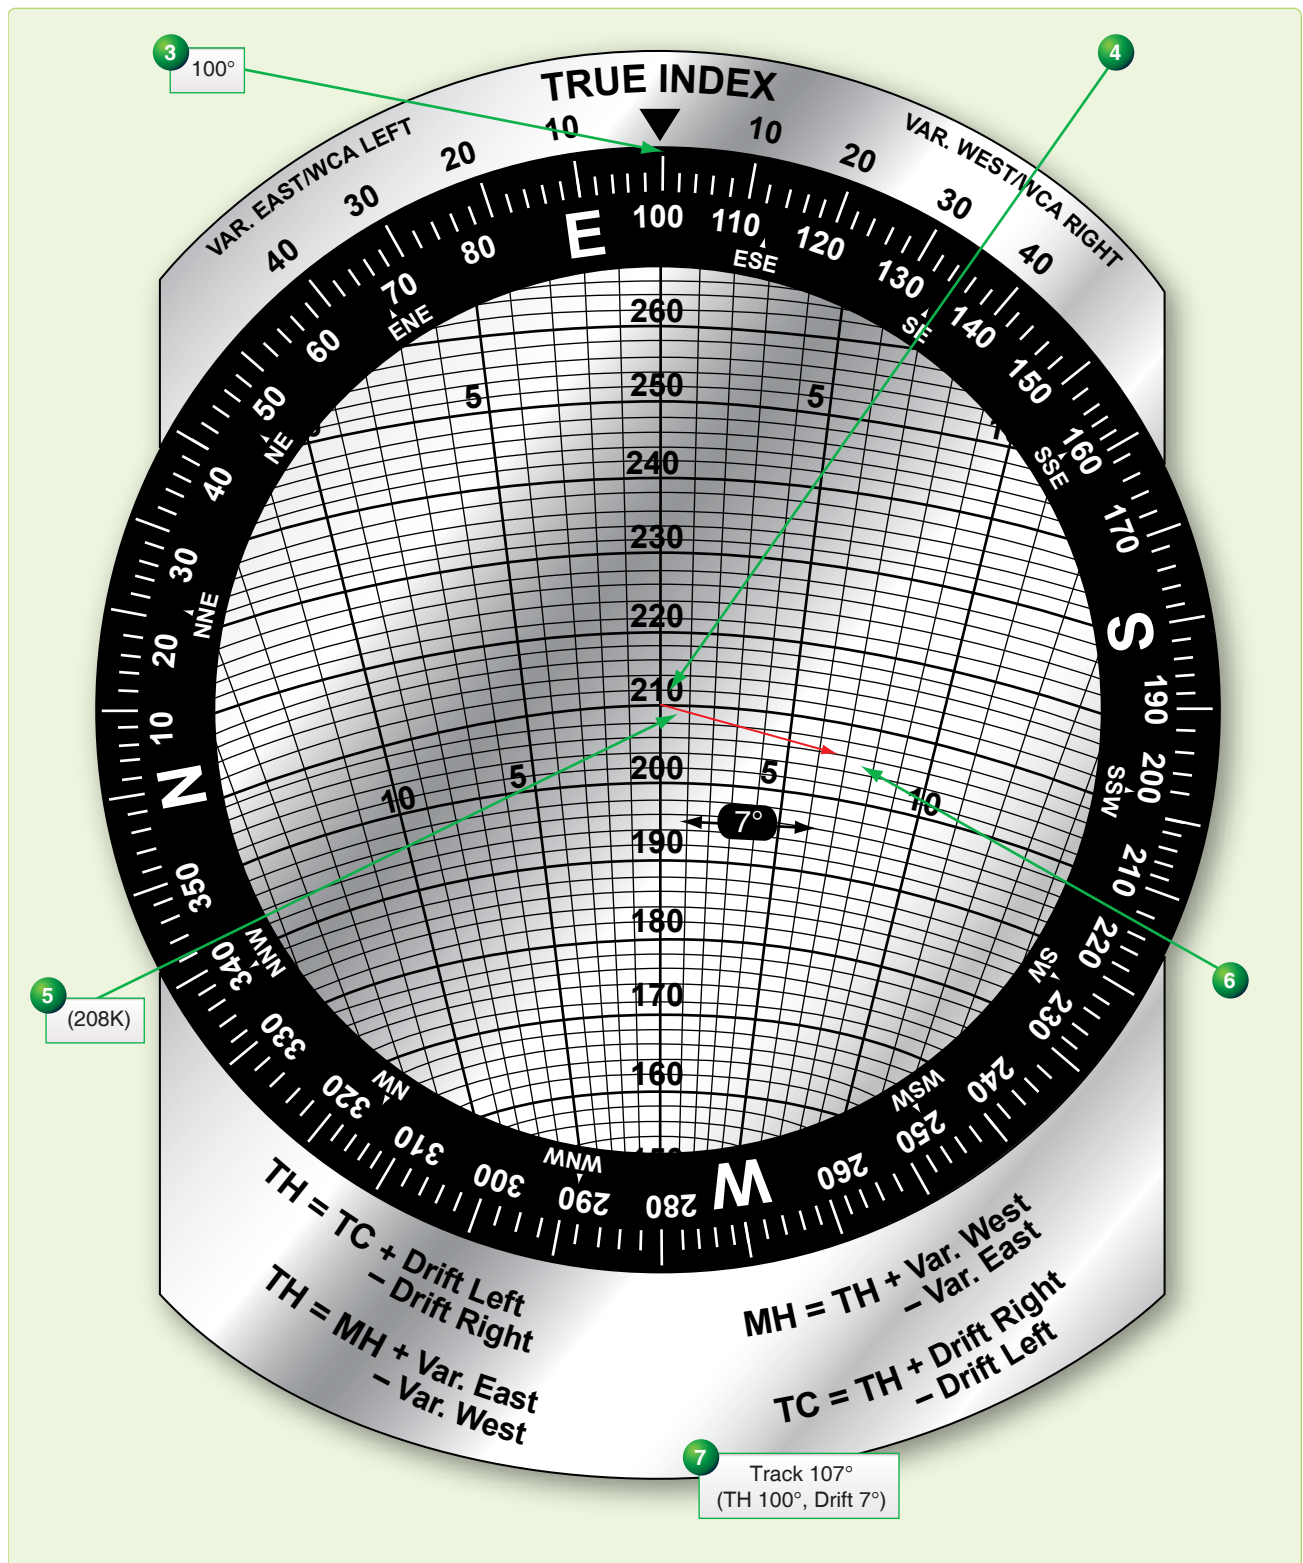 3
100°
4
TRUE INDEX
VAR. EAST/WCA LEFT
VAR. WEST/WCA RIGHT
40
30
20
10
10
20
30
40
E
100
110
ESE
120
130
SE
140
150
160
SSE
170
S
190
200
SSW
210
220
SW
230
240
WSW
250
260
W
280
290
WNW
300
310
NW
320
330
340
NNW
350
N
10
20
NNE
30
40
NE
50
60
70
ENE
80
260
250
5
5
240
230
220
210
200
5
5
10
10
7°
190
180
170
160
5
(208K)
6
TH = TC + Drift Left
– Drift Right
TH = MH + Var. East
– Var. West
MH = TH + Var. West
– Var. East
TC = TH + Drift Right
– Drift Left
7
Track 107°
(TH 100°, Drift 7°)